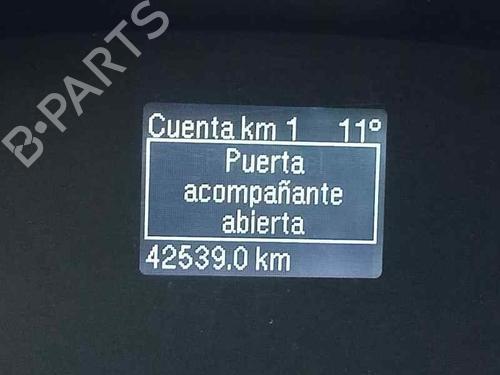 B-PARTS
Cuenta km 1 11°
Puerta
acompañante
abierta
42539.0 km